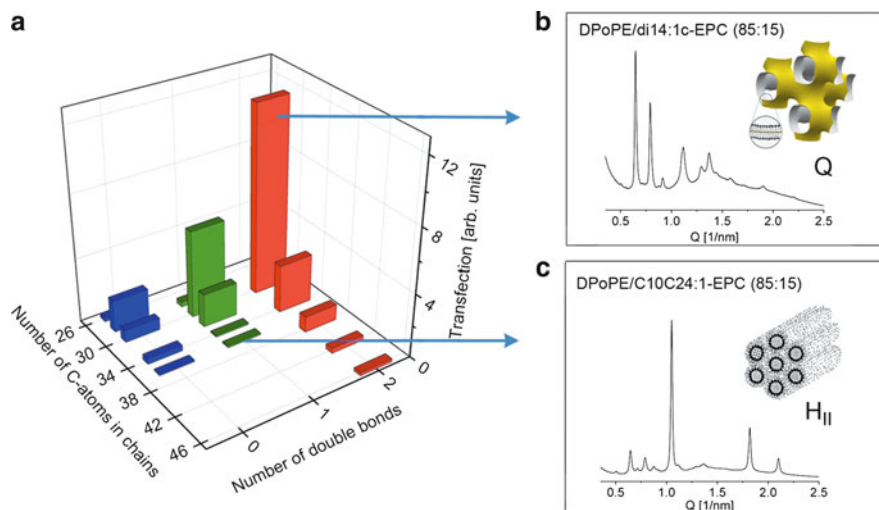 a
26
30
34
38
42
46
Number of C-atoms in chains
0
1
2
Number of double bonds
0
4
8
12
Transfection [arb. units]
b
DPoPE/di14:1c-EPC (85:15)
Q
0.5 1.0 1.5 2.0 2.5
Q [1/nm]
c
DPoPE/C10C24:1-EPC (85:15)
HII
0.5 1.0 1.5 2.0 2.5
Q [1/nm]